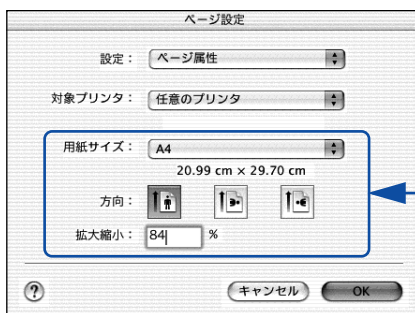 ページ設定
設定： ページ属性
対象プリンタ： 任意のプリンタ
用紙サイズ： A4
20.99 cm × 29.70 cm
方向：
拡大縮小： 84 %
? キャンセル OK